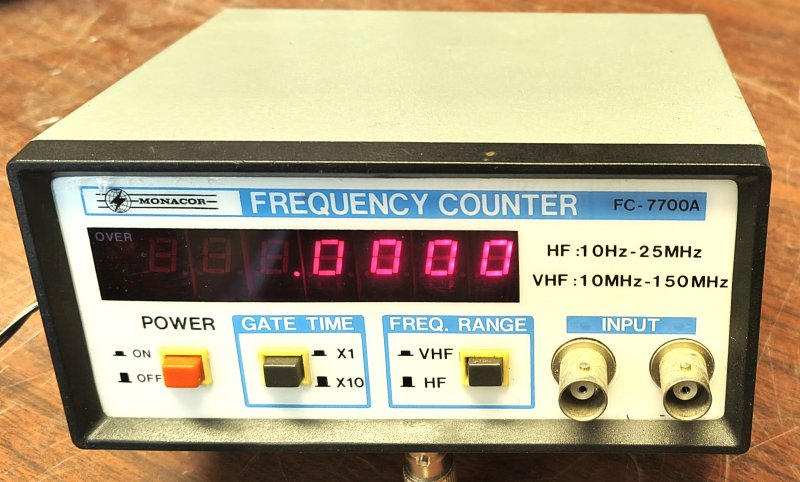 MONACOR
FREQUENCY COUNTER FC-7700A
OVER
.0000
HF:10Hz-25MHz
VHF:10MHz-150MHz
POWER
ON
OFF
GATE TIME
X1
X10
FREQ. RANGE
VHF
HF
INPUT